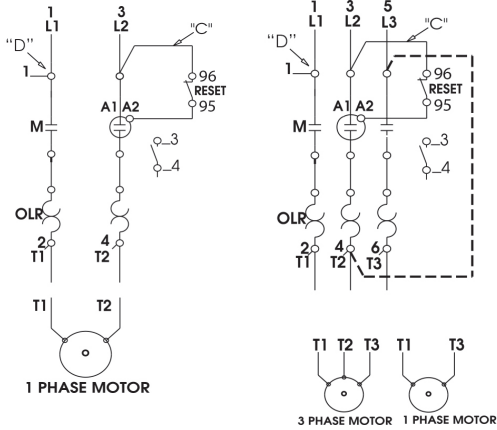 1 3
L1 L2
"C"
"D"
1
96
RESET
A1 A2
95
M
3
4
OLR
2 4
T1 T2
T1 T2
1 PHASE MOTOR
1 3 5
L1 L2 L3
"C"
"D"
1
96
RESET
A1 A2
95
M
3
4
OLR
2 4 6
T1 T2 T3
T1 T2 T3 T1 T3
3 PHASE MOTOR 1 PHASE MOTOR